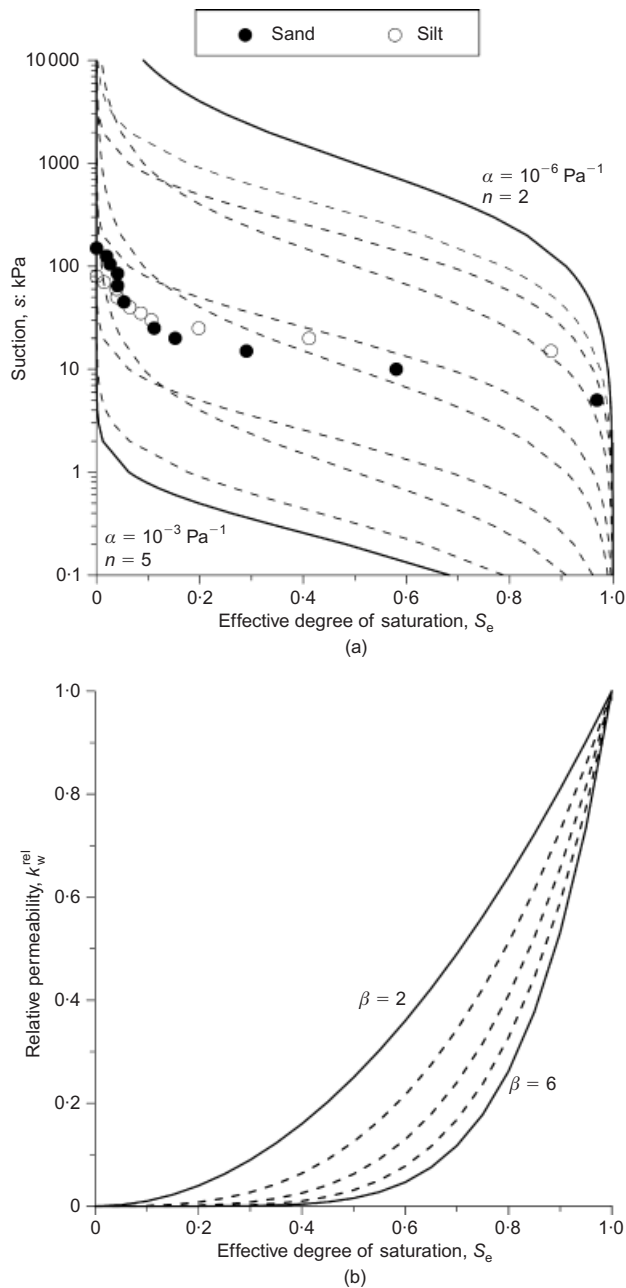 Sand Silt
10 000
1000
100
10
1
0·1
Suction, s: kPa
α = 10⁻⁶ Pa⁻¹
n = 2
α = 10⁻³ Pa⁻¹
n = 5
0 0·2 0·4 0·6 0·8 1·0
Effective degree of saturation, Sₑ
(a)
1·0
0·8
0·6
0·4
0·2
0
Relative permeability, k_w^rel
β = 2
β = 6
0 0·2 0·4 0·6 0·8 1·0
Effective degree of saturation, Sₑ
(b)